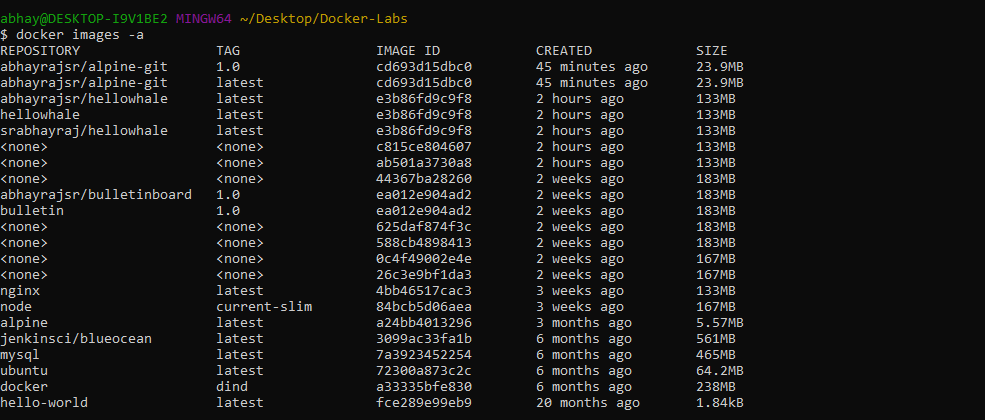 abhay@DESKTOP-I9V1BE2 MINGW64 ~/Desktop/Docker-Labs
$ docker images -a
REPOSITORY TAG IMAGE ID CREATED SIZE
abhayrajsr/alpine-git 1.0 cd693d15dbc0 45 minutes ago 23.9MB
abhayrajsr/alpine-git latest cd693d15dbc0 45 minutes ago 23.9MB
abhayrajsr/hellowhale latest e3b86fd9c9f8 2 hours ago 133MB
hellowhale latest e3b86fd9c9f8 2 hours ago 133MB
srabhayraj/hellowhale latest e3b86fd9c9f8 2 hours ago 133MB
<none> <none> c815ce804607 2 hours ago 133MB
<none> <none> ab501a3730a8 2 hours ago 133MB
<none> <none> 44367ba28260 2 weeks ago 183MB
abhayrajsr/bulletinboard 1.0 ea012e904ad2 2 weeks ago 183MB
bulletin 1.0 ea012e904ad2 2 weeks ago 183MB
<none> <none> 625daf874f3c 2 weeks ago 183MB
<none> <none> 588cb4898413 2 weeks ago 183MB
<none> <none> 0c4f49002e4e 2 weeks ago 167MB
<none> <none> 26c3e9bf1da3 2 weeks ago 167MB
nginx latest 4bb46517cac3 3 weeks ago 133MB
node current-slim 84bcb5d06aea 3 weeks ago 167MB
alpine latest a24bb4013296 3 months ago 5.57MB
jenkinsci/blueocean latest 3099ac33fa1b 6 months ago 561MB
mysql latest 7a3923452254 6 months ago 465MB
ubuntu latest 72300a873c2c 6 months ago 64.2MB
docker dind a33335bfe830 6 months ago 238MB
hello-world latest fce289e99eb9 20 months ago 1.84kB